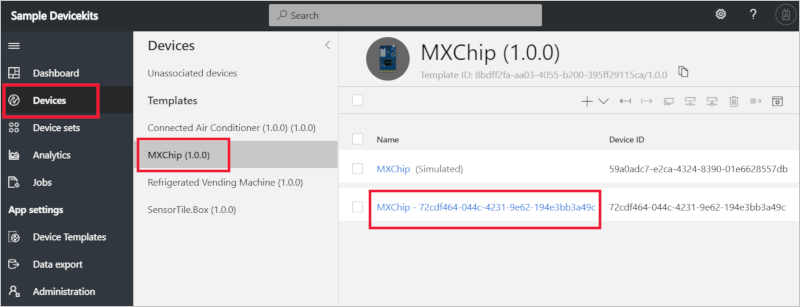 Sample Devicekits
Search
?
Dashboard
Devices
Device sets
Analytics
Jobs
App settings
Device Templates
Data export
Administration
Devices
Unassociated devices
Templates
Connected Air Conditioner (1.0.0) (1.0.0)
MXChip (1.0.0)
Refrigerated Vending Machine (1.0.0)
SensorTile.Box (1.0.0)
MXChip (1.0.0)
Template ID: 8bdff2fa-aa03-4055-b200-395ff29115ca/1.0.0
Name Device ID
MXChip (Simulated) 59a0adc7-e2ca-4324-8390-01e6628557db
MXChip - 72cdf464-044c-4231-9e62-194e3bb3a49c 72cdf464-044c-4231-9e62-194e3bb3a49c